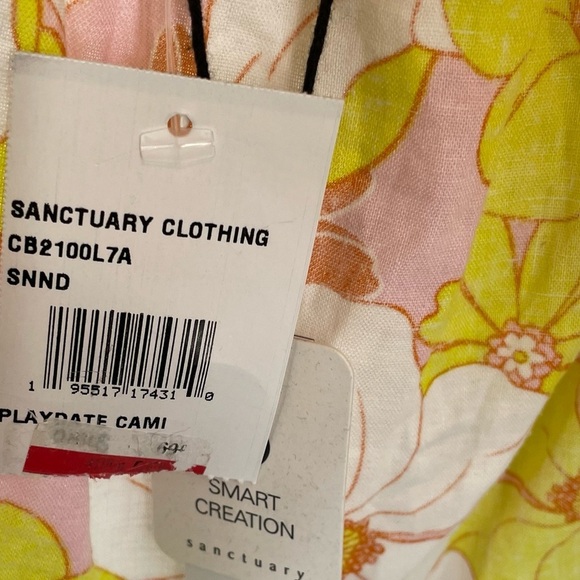 SANCTUARY CLOTHING
CB2100L7A
SNND
1 95517 17431 0
PLAYDATE CAMI
SMART
CREATION
sanctuary